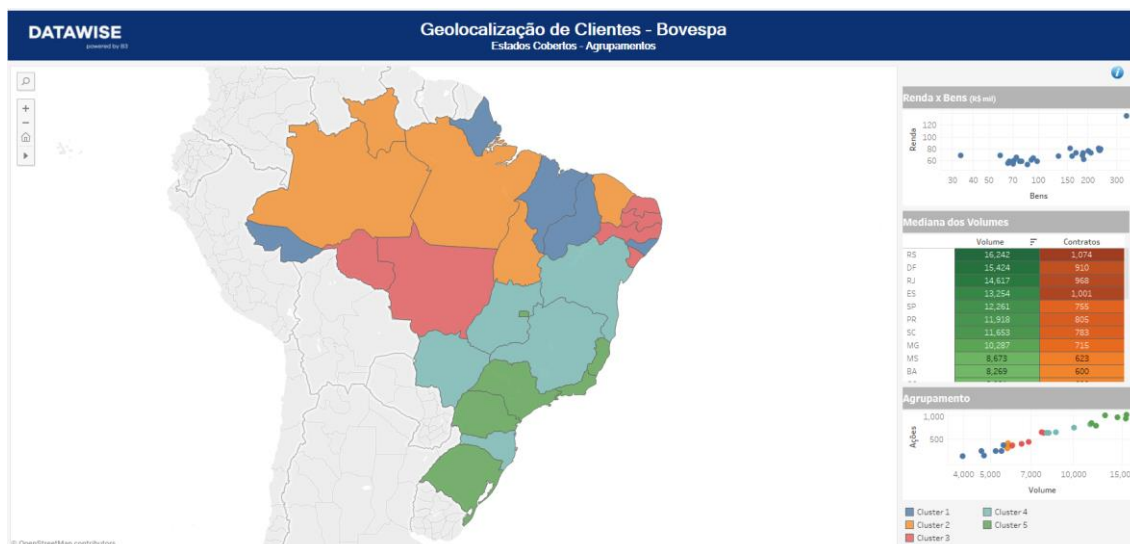 DATAWISE
powered by B3
Geolocalização de Clientes - Bovespa
Estados Cobertos - Agrupamentos
Renda x Bens (R$ mil)
Renda
120
100
80
60
30 40 50 70 100 150 200 300
Bens
Mediana dos Volumes
Volume Contratos
RS 16,242 1,074
DF 15,424 910
RJ 14,617 968
ES 13,254 1,001
SP 12,261 755
PR 11,918 805
SC 11,653 783
MG 10,287 715
MS 8,673 623
BA 8,269 600
Agrupamento
Ações
1,000
500
4,000 5,000 7,000 10,000 15,00
Volume
Cluster 1 Cluster 4
Cluster 2 Cluster 5
Cluster 3
© OpenStreetMap contributors